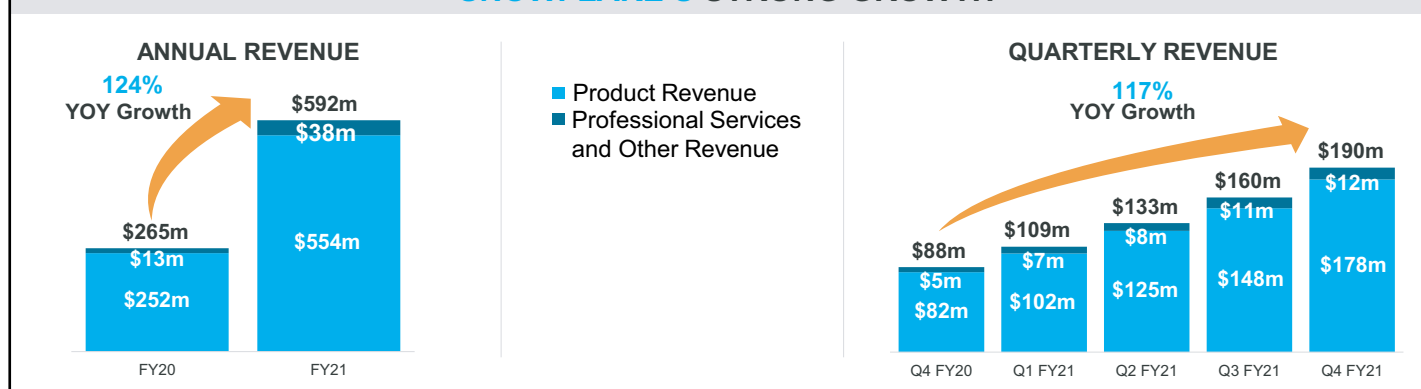 ANNUAL REVENUE
124%
YOY Growth
$592m
$38m
$265m
$13m
$554m
$252m
FY20
FY21
Product Revenue
Professional Services
and Other Revenue
QUARTERLY REVENUE
117%
YOY Growth
$190m
$12m
$160m
$11m
$133m
$8m
$109m
$7m
$88m
$5m
$82m
$102m
$125m
$148m
$178m
Q4 FY20
Q1 FY21
Q2 FY21
Q3 FY21
Q4 FY21